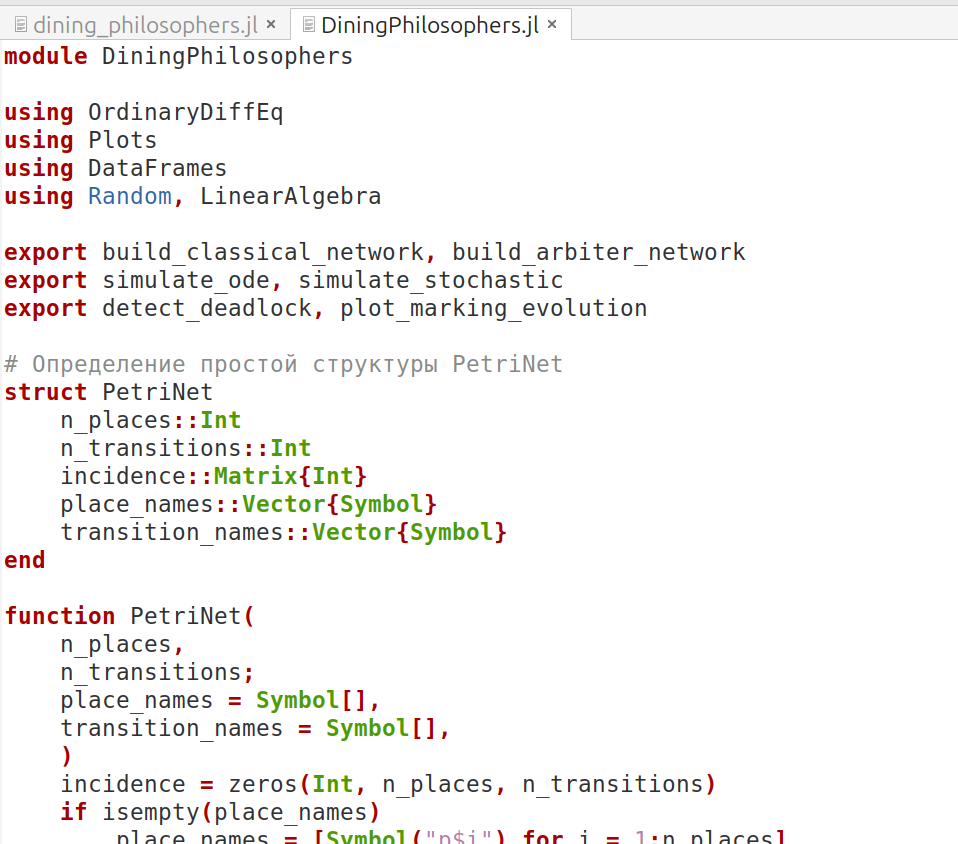 dining_philosophers.jl × DiningPhilosophers.jl ×
module DiningPhilosophers

using OrdinaryDiffEq
using Plots
using DataFrames
using Random, LinearAlgebra

export build_classical_network, build_arbiter_network
export simulate_ode, simulate_stochastic
export detect_deadlock, plot_marking_evolution

# Определение простой структуры PetriNet
struct PetriNet
    n_places::Int
    n_transitions::Int
    incidence::Matrix{Int}
    place_names::Vector{Symbol}
    transition_names::Vector{Symbol}
end

function PetriNet(
    n_places,
    n_transitions;
    place_names = Symbol[],
    transition_names = Symbol[],
    )
    incidence = zeros(Int, n_places, n_transitions)
    if isempty(place_names)
        place_names = [Symbol("p$i") for i = 1:n_places]